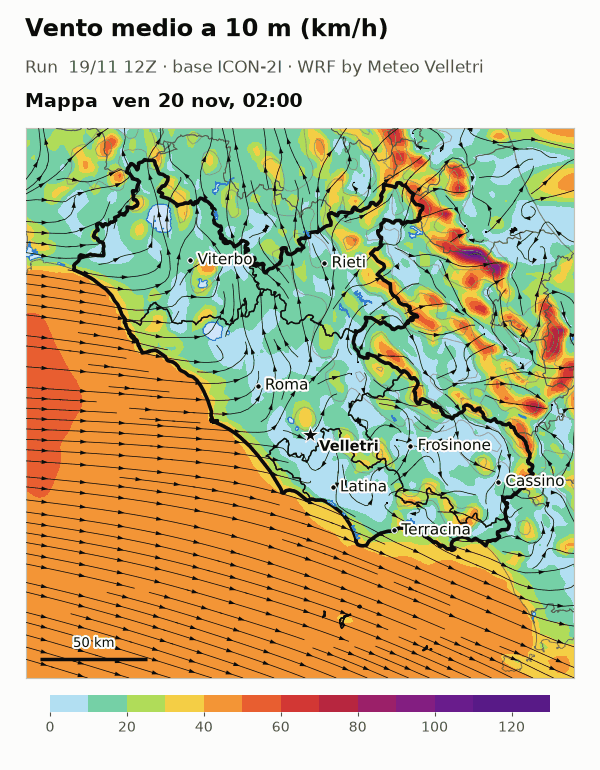 Vento medio a 10 m (km/h)
Run  19/11 12Z · base ICON-2I · WRF by Meteo Velletri
Mappa  ven 20 nov, 02:00
Viterbo
Rieti
Roma
Velletri
Frosinone
Latina
Cassino
Terracina
50 km
0 20 40 60 80 100 120